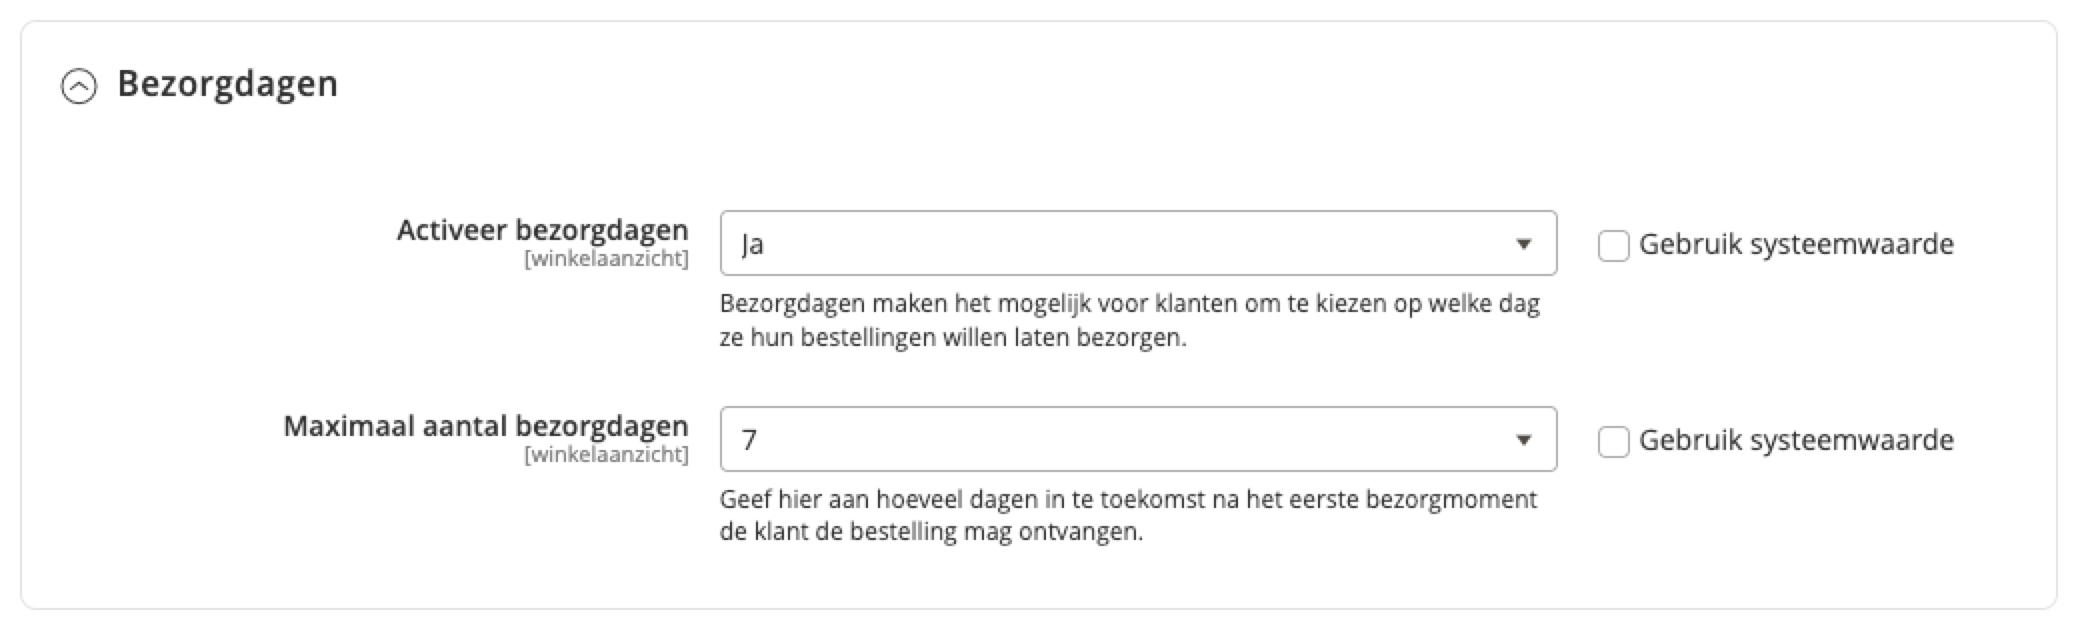 Bezorgdagen
Activeer bezorgdagen
[winkelaanzicht]
Ja
Gebruik systeemwaarde
Bezorgdagen maken het mogelijk voor klanten om te kiezen op welke dag
ze hun bestellingen willen laten bezorgen.
Maximaal aantal bezorgdagen
[winkelaanzicht]
7
Gebruik systeemwaarde
Geef hier aan hoeveel dagen in te toekomst na het eerste bezorgmoment
de klant de bestelling mag ontvangen.